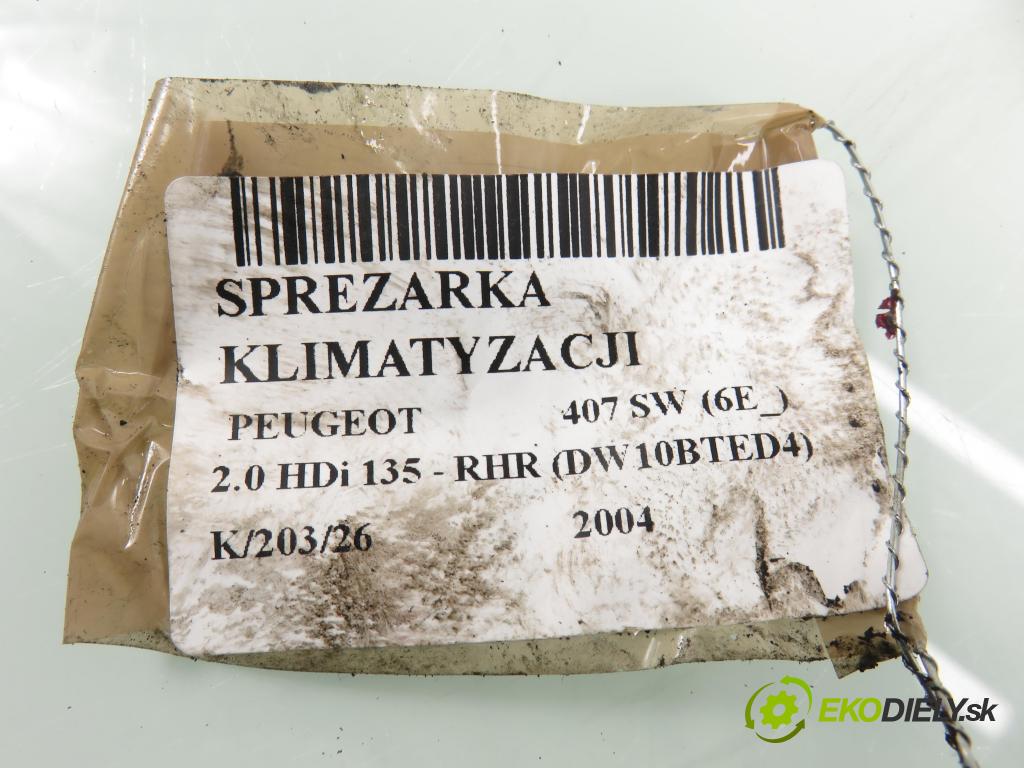 SPREZARKA
KLIMATYZACJI
PEUGEOT 407 SW (6E_)
2.0 HDi 135 - RHR (DW10BTED4)
K/203/26 2004
EKODIELY.sk